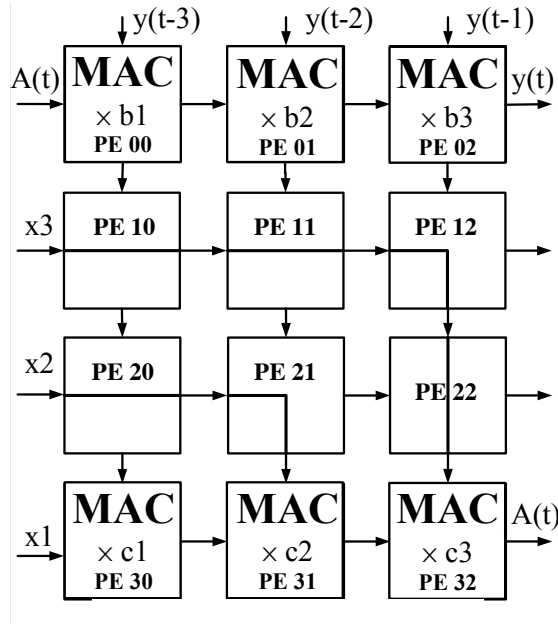 y(t-3) y(t-2) y(t-1)
A(t) MAC MAC MAC y(t)
× b1 × b2 × b3
PE 00 PE 01 PE 02
x3 PE 10 PE 11 PE 12
x2 PE 20 PE 21 PE 22
MAC MAC MAC A(t)
x1 × c1 × c2 × c3
PE 30 PE 31 PE 32